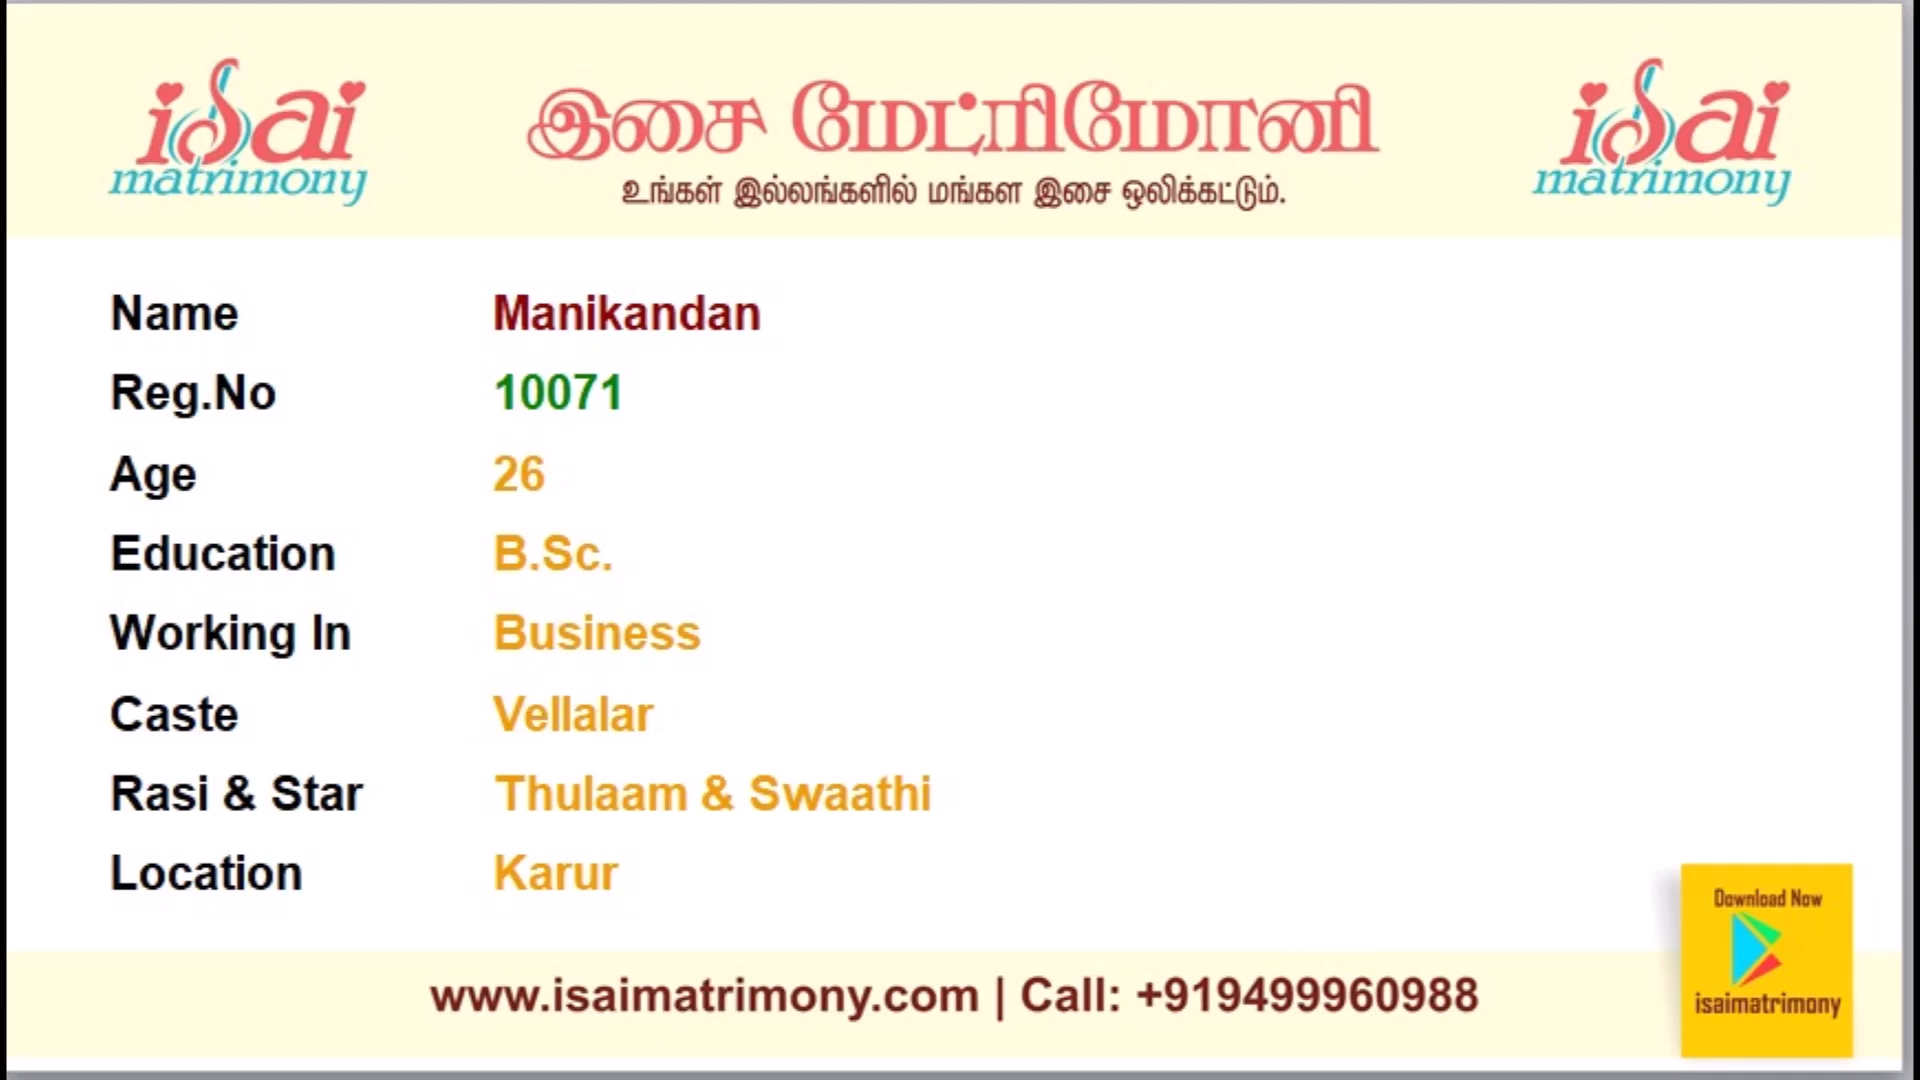 isai matrimony
இசை மேட்ரிமோனி
உங்கள் இல்லங்களில் மங்கள இசை ஒலிக்கட்டும்.
isai matrimony
Name Manikandan
Reg.No 10071
Age 26
Education B.Sc.
Working In Business
Caste Vellalar
Rasi & Star Thulaam & Swaathi
Location Karur
www.isaimatrimony.com | Call: +919499960988
Download Now
isaimatrimony